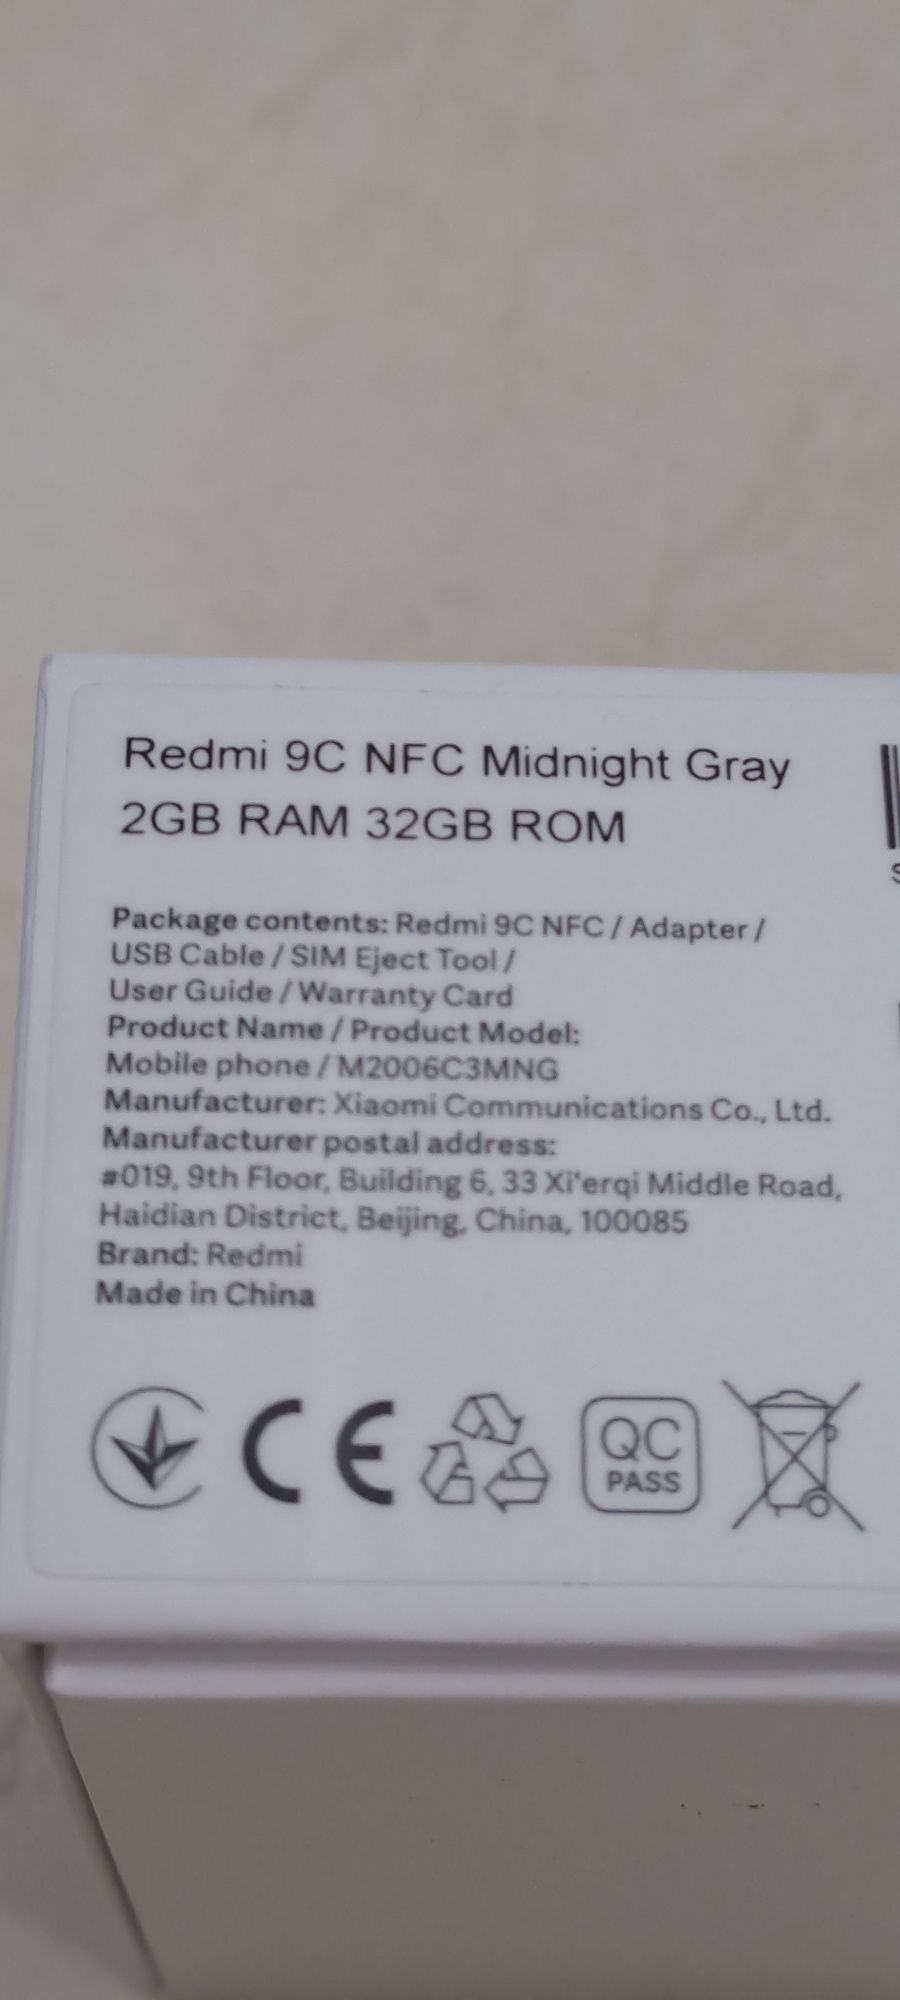 Redmi 9C NFC Midnight Gray
2GB RAM 32GB ROM
Package contents: Redmi 9C NFC / Adapter /
USB Cable / SIM Eject Tool /
User Guide / Warranty Card
Product Name / Product Model:
Mobile phone / M2006C3MNG
Manufacturer: Xiaomi Communications Co., Ltd.
Manufacturer postal address:
#019, 9th Floor, Building 6, 33 Xi'erqi Middle Road,
Haidian District, Beijing, China, 100085
Brand: Redmi
Made in China
CE
QC
PASS